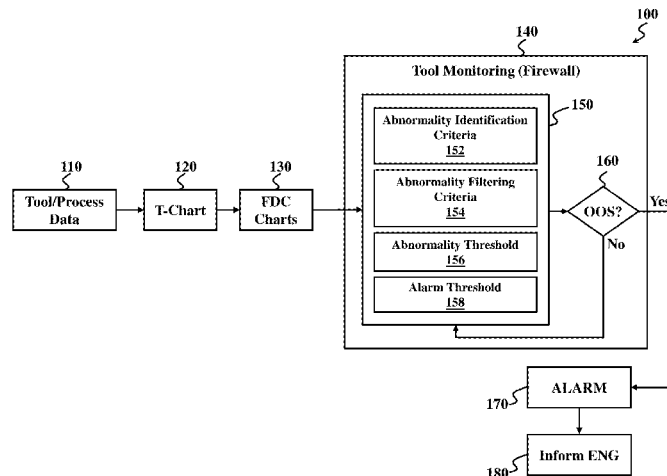 100
140
Tool Monitoring (Firewall)
150
Abnormality Identification
Criteria
152
110
120
130
160
Tool/Process
Data
T-Chart
FDC
Charts
Abnormality Filtering
Criteria
154
OOS?
Yes
No
Abnormality Threshold
156
Alarm Threshold
158
170
ALARM
180
Inform ENG